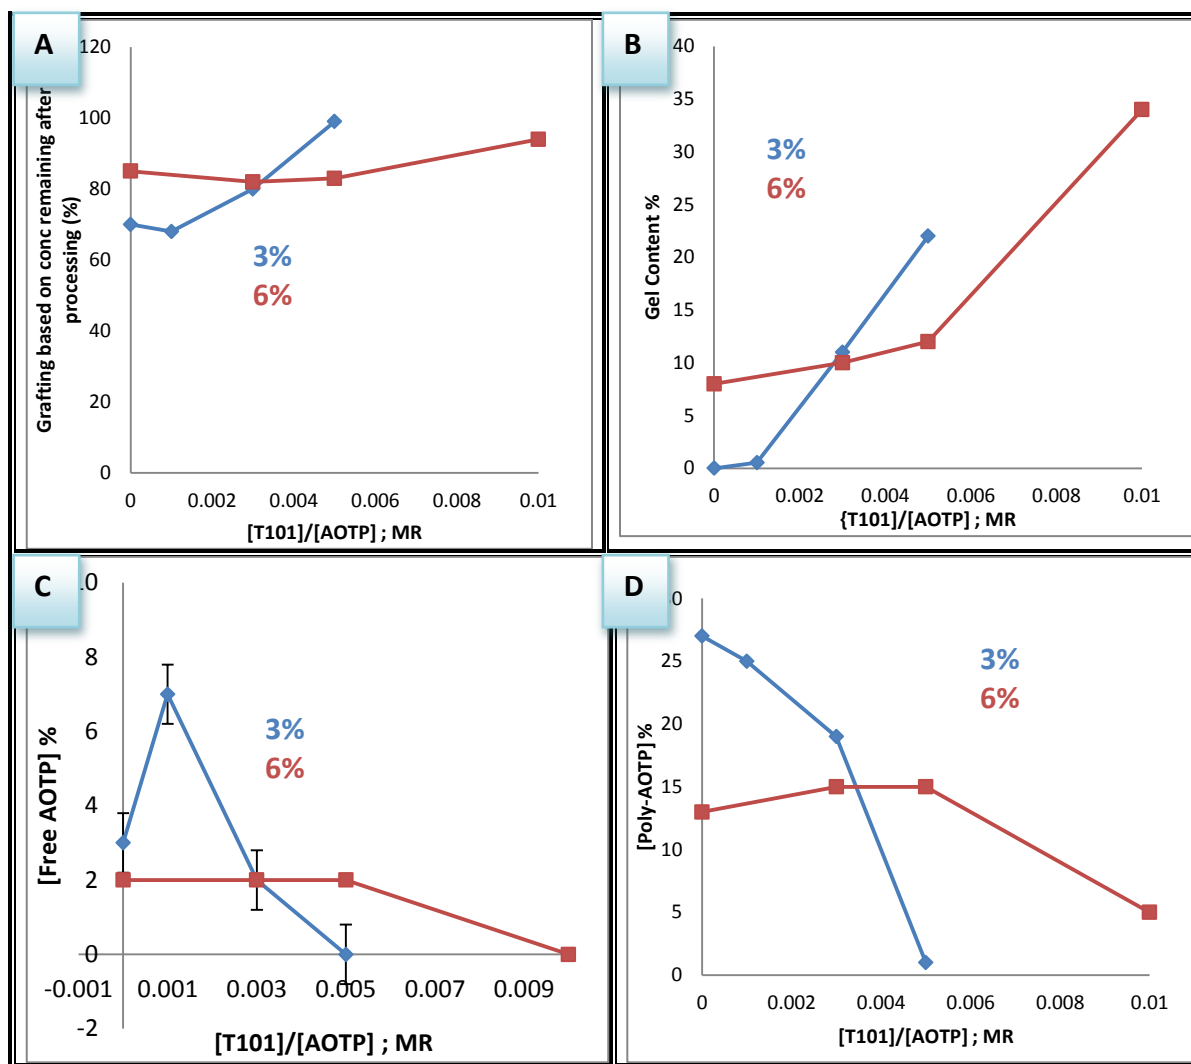 A
120
100
80
60
40
20
0
Grafting based on conc remaining after
processing (%)
3%
6%
0 0.002 0.004 0.006 0.008 0.01
[T101]/[AOTP] ; MR
B
40
35
30
25
20
15
10
5
0
Gel Content %
3%
6%
0 0.002 0.004 0.006 0.008 0.01
{T101]/[AOTP] ; MR
C
8
6
4
2
0
-2
[Free AOTP] %
3%
6%
-0.001 0.001 0.003 0.005 0.007 0.009
[T101]/[AOTP] ; MR
D
25
20
15
10
5
0
[Poly-AOTP] %
3%
6%
0 0.002 0.004 0.006 0.008 0.01
[T101]/[AOTP] ; MR